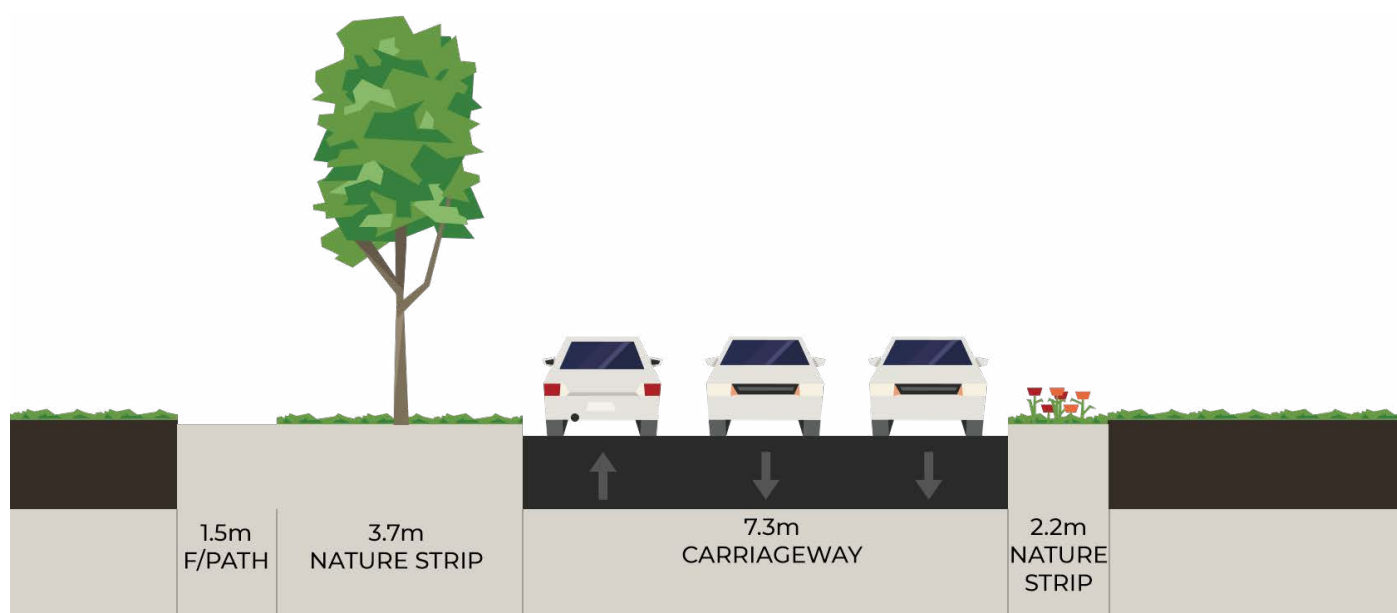 1.5m
F/PATH
3.7m
NATURE STRIP
7.3m
CARRIAGEWAY
2.2m
NATURE
STRIP